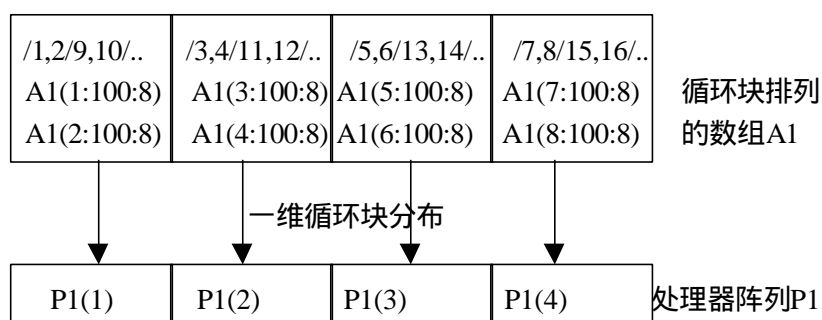 /1,2/9,10/.. /3,4/11,12/.. /5,6/13,14/.. /7,8/15,16/..
A1(1:100:8) A1(3:100:8) A1(5:100:8) A1(7:100:8) 循环块排列
A1(2:100:8) A1(4:100:8) A1(6:100:8) A1(8:100:8) 的数组A1
一维循环块分布
P1(1) P1(2) P1(3) P1(4) 处理器阵列P1